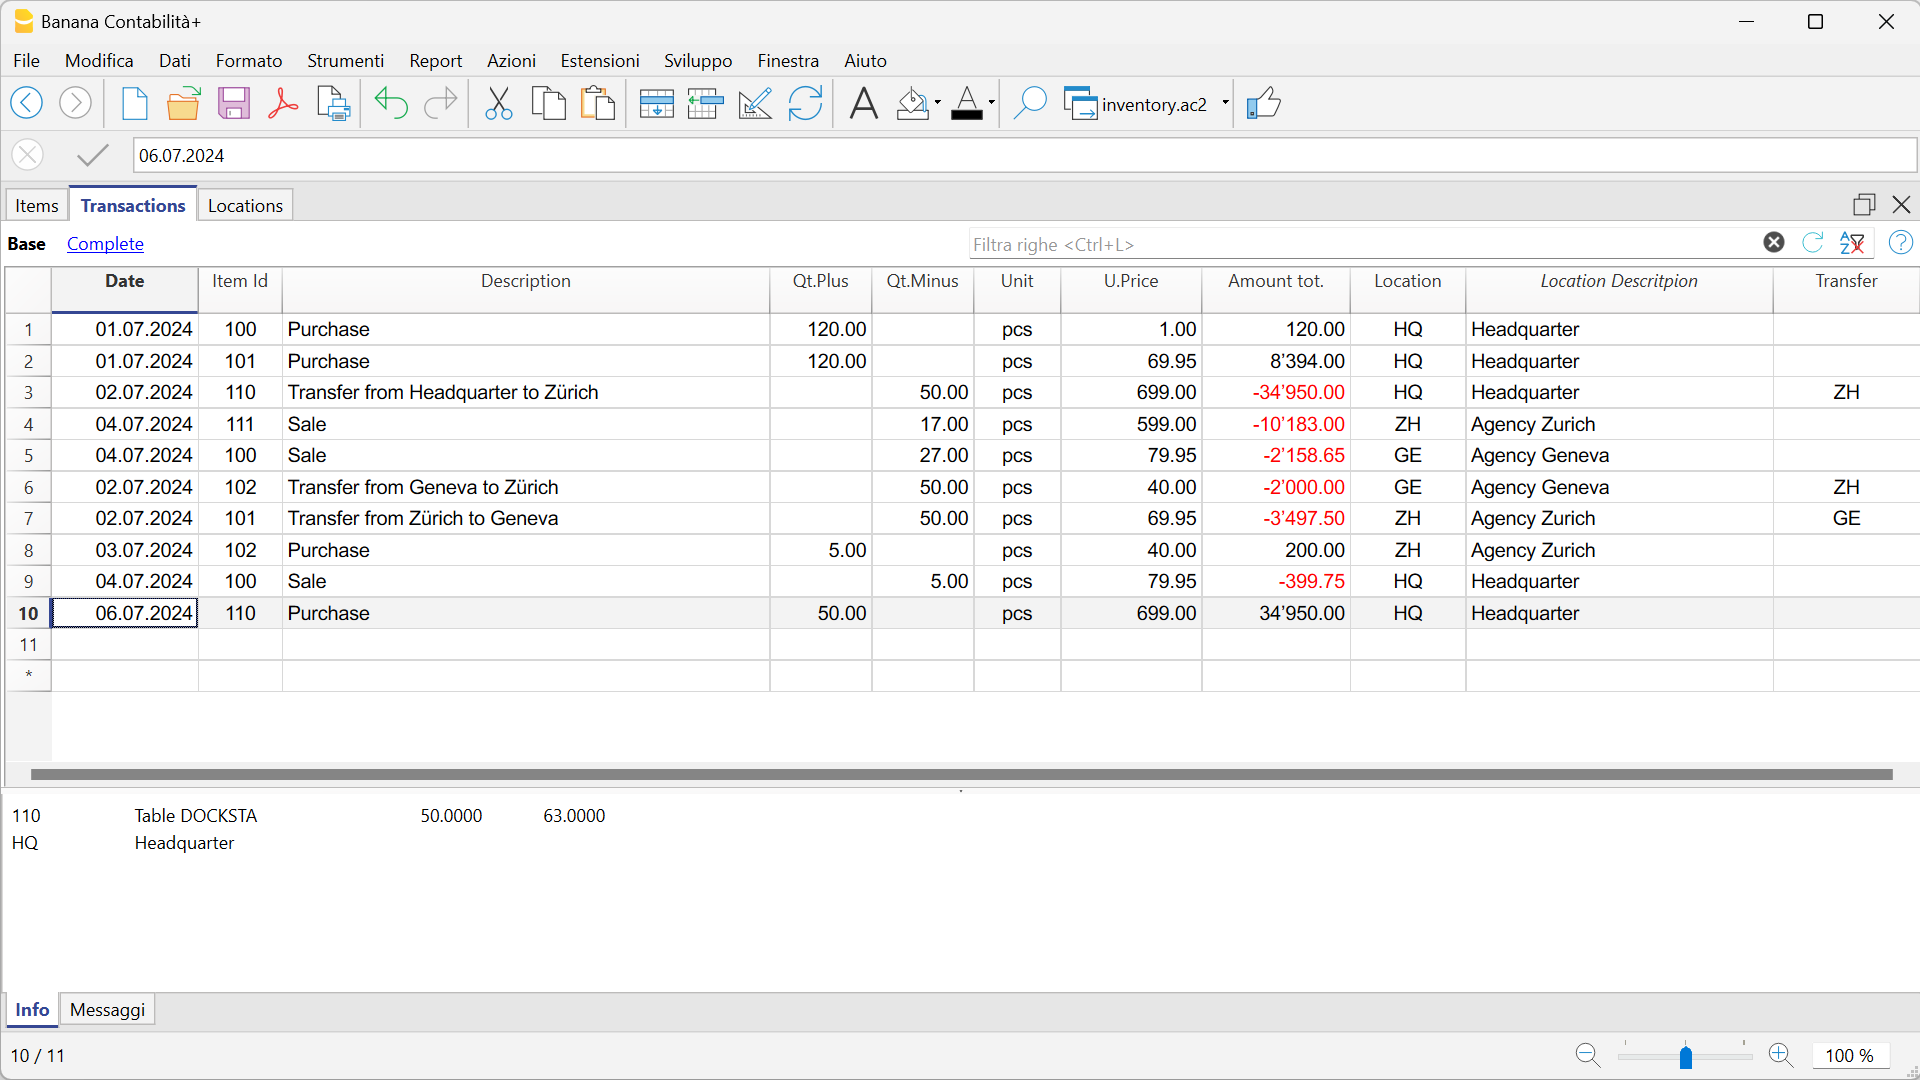 Banana Contabilità+
File Modifica Dati Formato Strumenti Report Azioni Estensioni Sviluppo Finestra Aiuto
inventory.ac2
06.07.2024
Items Transactions Locations
Base Complete Filtra righe <Ctrl+L>
Date Item Id Description Qt.Plus Qt.Minus Unit U.Price Amount tot. Location Location Descritpion Transfer
1 01.07.2024 100 Purchase 120.00 pcs 1.00 120.00 HQ Headquarter
2 01.07.2024 101 Purchase 120.00 pcs 69.95 8’394.00 HQ Headquarter
3 02.07.2024 110 Transfer from Headquarter to Zürich 50.00 pcs 699.00 -34’950.00 HQ Headquarter ZH
4 04.07.2024 111 Sale 17.00 pcs 599.00 -10’183.00 ZH Agency Zurich
5 04.07.2024 100 Sale 27.00 pcs 79.95 -2’158.65 GE Agency Geneva
6 02.07.2024 102 Transfer from Geneva to Zürich 50.00 pcs 40.00 -2’000.00 GE Agency Geneva ZH
7 02.07.2024 101 Transfer from Zürich to Geneva 50.00 pcs 69.95 -3’497.50 ZH Agency Zurich GE
8 03.07.2024 102 Purchase 5.00 pcs 40.00 200.00 ZH Agency Zurich
9 04.07.2024 100 Sale 5.00 pcs 79.95 -399.75 HQ Headquarter
10 06.07.2024 110 Purchase 50.00 pcs 699.00 34’950.00 HQ Headquarter
11
*
110 Table DOCKSTA 50.0000 63.0000
HQ Headquarter
Info Messaggi
10 / 11 100 %